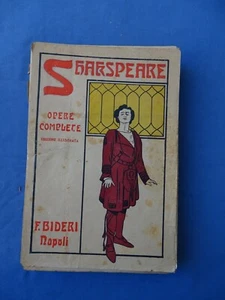 SHAKSPEARE
OPERE
COMPLETE
F. BIDERI
Napoli